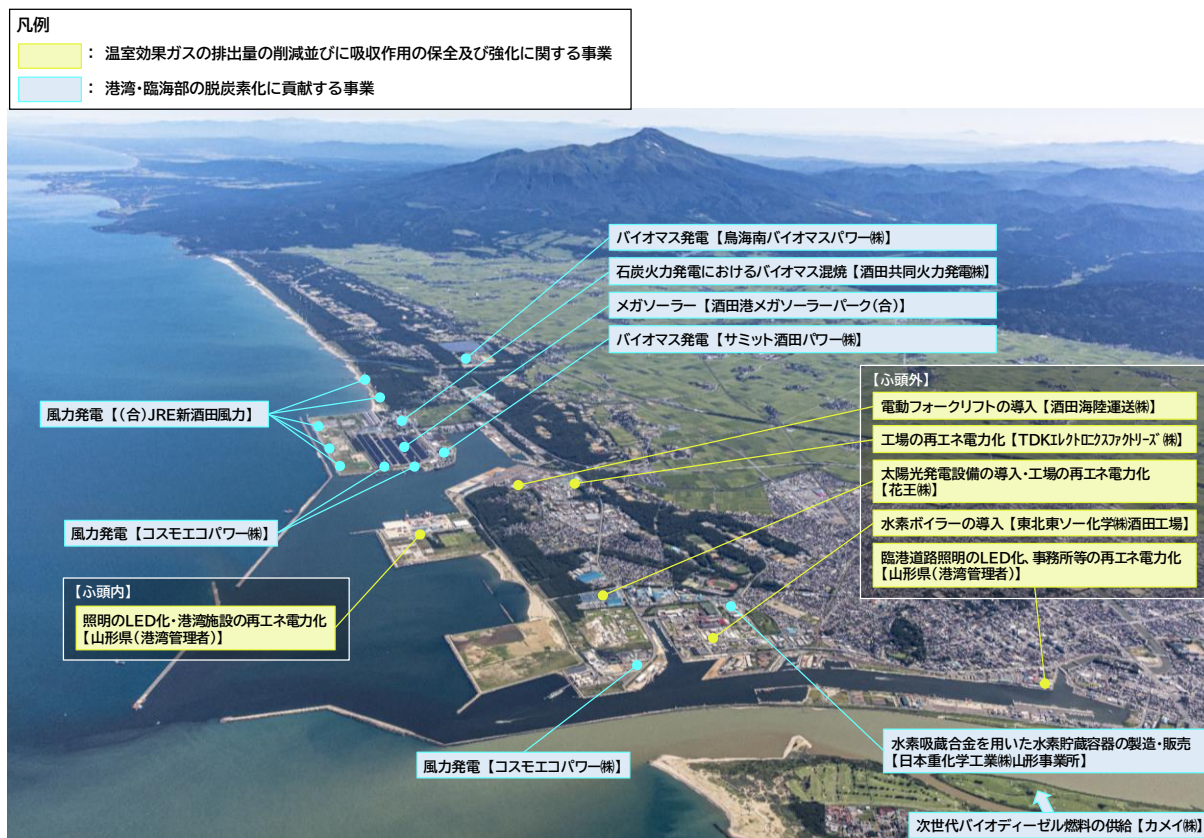 凡例
： 温室効果ガスの排出量の削減並びに吸収作用の保全及び強化に関する事業
： 港湾・臨海部の脱炭素化に貢献する事業
バイオマス発電【鳥海南バイオマスパワー㈱】
石炭火力発電におけるバイオマス混焼【酒田共同火力発電㈱】
メガソーラー【酒田港メガソーラーパーク（合）】
バイオマス発電【サミット酒田パワー㈱】
風力発電【（合）JRE新酒田風力】
風力発電【コスモエコパワー㈱】
【ふ頭内】
照明のLED化・港湾施設の再エネ電力化
【山形県（港湾管理者）】
【ふ頭外】
電動フォークリフトの導入【酒田海陸運送㈱】
工場の再エネ電力化【TDKｴﾚｸﾄﾛﾆｸｽﾌｧｸﾄﾘｰｽﾞ㈱】
太陽光発電設備の導入・工場の再エネ電力化
【花王㈱】
水素ボイラーの導入【東北東ソー化学㈱酒田工場】
臨港道路照明のLED化、事務所等の再エネ電力化
【山形県（港湾管理者）】
風力発電【コスモエコパワー㈱】
水素吸蔵合金を用いた水素貯蔵容器の製造・販売
【日本重化学工業㈱山形事業所】
次世代バイオディーゼル燃料の供給【カメイ㈱】